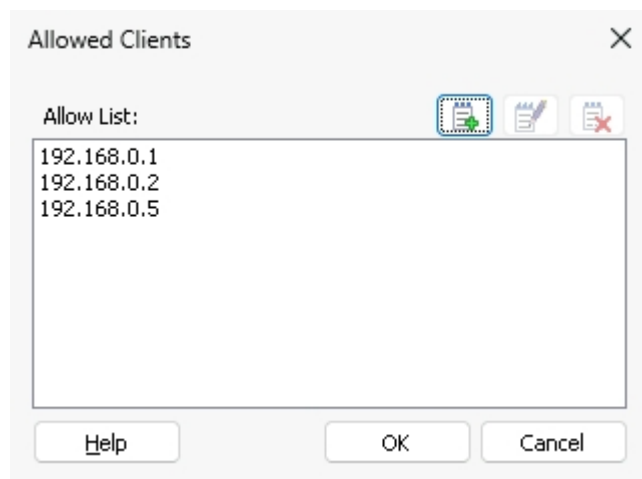 Allowed Clients
Allow List:
192.168.0.1
192.168.0.2
192.168.0.5
Help
OK
Cancel